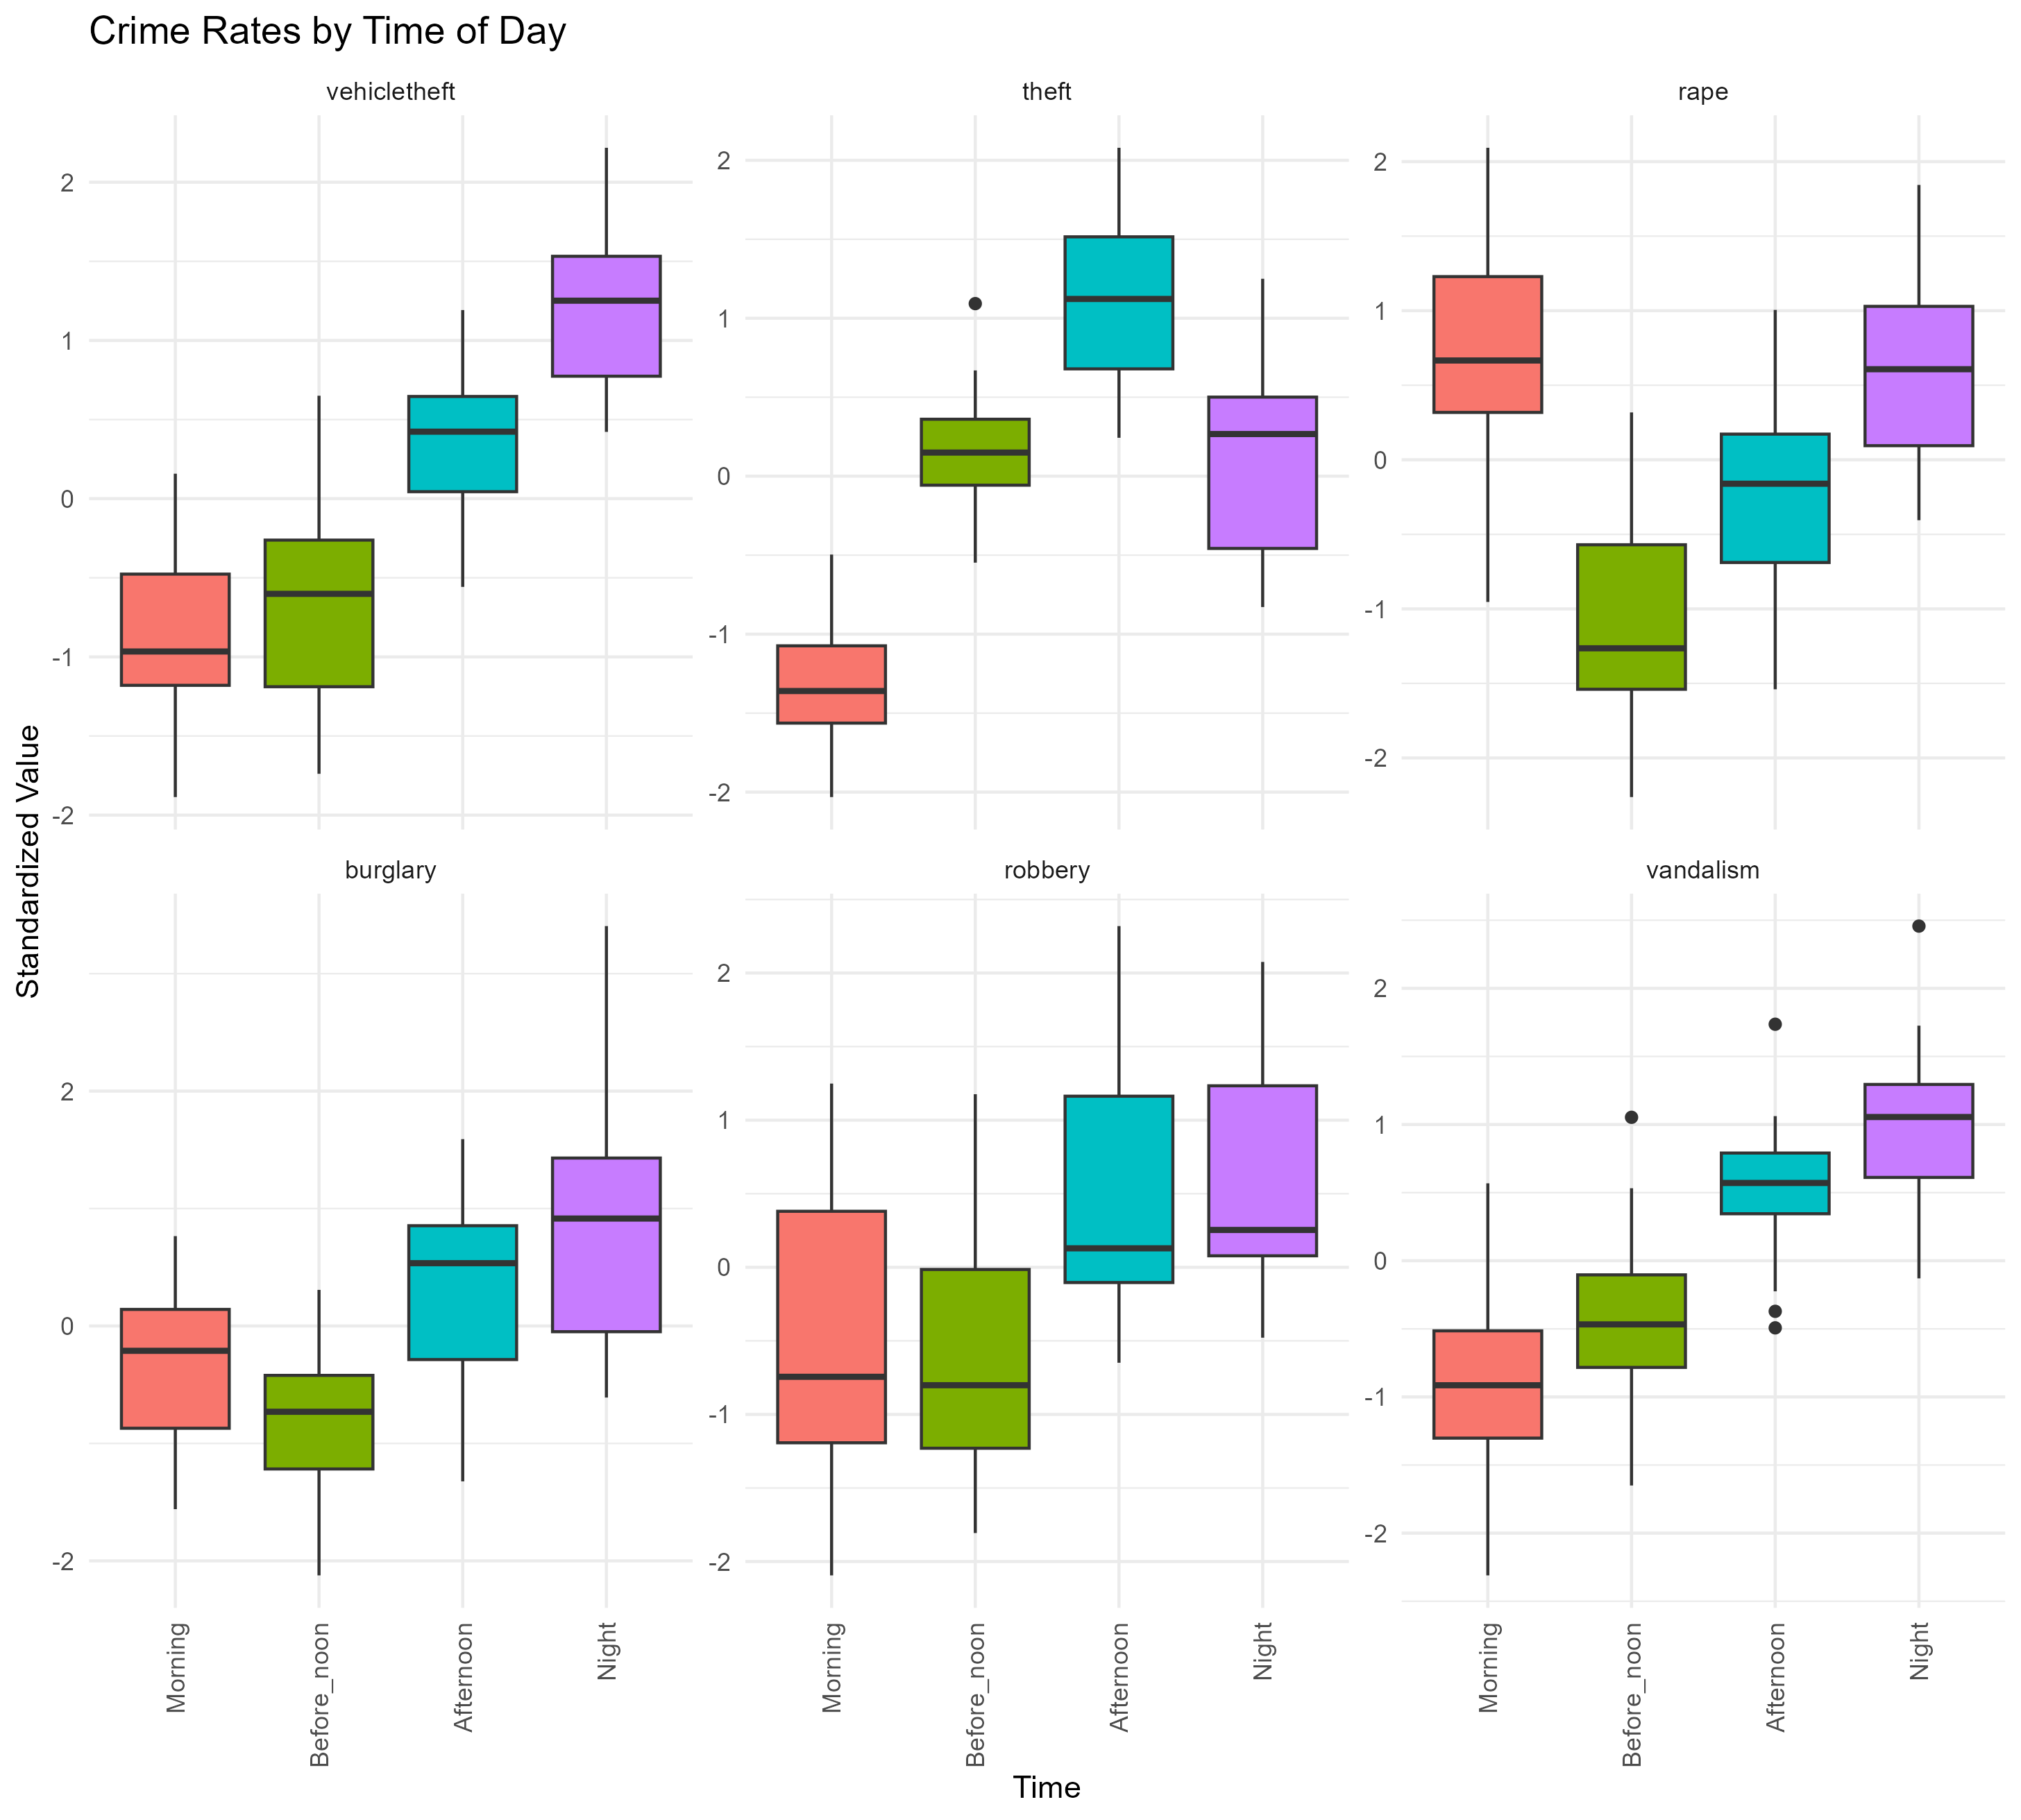 Crime Rates by Time of Day
vehicletheft
theft
rape
2
1
0
-1
-2
2
1
0
-1
-2
2
1
0
-1
-2
Standardized Value
burglary
robbery
vandalism
2
0
-2
2
1
0
-1
-2
2
1
0
-1
-2
Morning
Before_noon
Afternoon
Night
Morning
Before_noon
Afternoon
Night
Morning
Before_noon
Afternoon
Night
Time